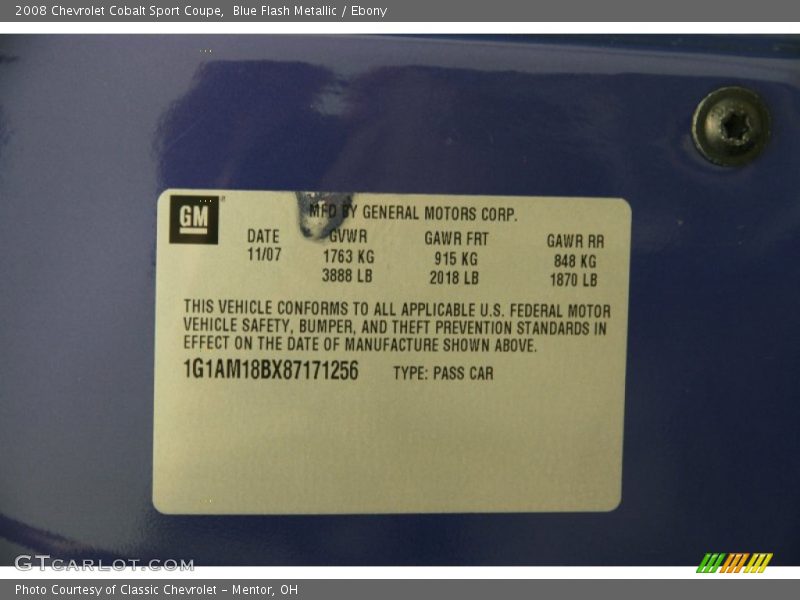 2008 Chevrolet Cobalt Sport Coupe,  Blue Flash Metallic / Ebony
GM
MFD BY GENERAL MOTORS CORP.
DATE GVWR GAWR FRT GAWR RR
11/07 1763 KG 915 KG 848 KG
3888 LB 2018 LB 1870 LB
THIS VEHICLE CONFORMS TO ALL APPLICABLE U.S. FEDERAL MOTOR
VEHICLE SAFETY, BUMPER, AND THEFT PREVENTION STANDARDS IN
EFFECT ON THE DATE OF MANUFACTURE SHOWN ABOVE.
1G1AM18BX87171256 TYPE: PASS CAR
GTCARLOT.COM
Photo Courtesy of Classic Chevrolet - Mentor, OH